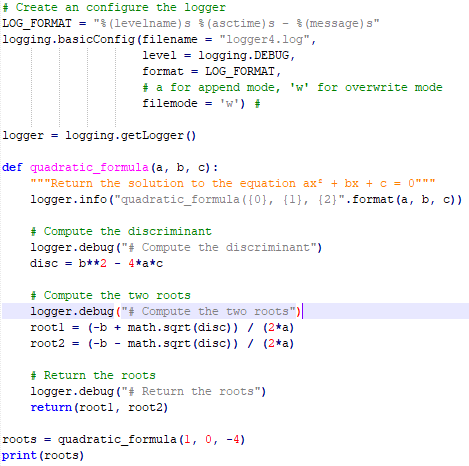 # Create an configure the logger
LOG_FORMAT = "%(levelname)s %(asctime)s - %(message)s"
logging.basicConfig(filename = "logger4.log",
                    level = logging.DEBUG,
                    format = LOG_FORMAT,
                    # a for append mode, 'w' for overwrite mode
                    filemode = 'w') #
logger = logging.getLogger()
def quadratic_formula(a, b, c):
    """Return the solution to the equation ax² + bx + c = 0"""
    logger.info("quadratic_formula({0}, {1}, {2}".format(a, b, c))
    # Compute the discriminant
    logger.debug("# Compute the discriminant")
    disc = b**2 - 4*a*c
    # Compute the two roots
    logger.debug("# Compute the two roots")
    root1 = (-b + math.sqrt(disc)) / (2*a)
    root2 = (-b - math.sqrt(disc)) / (2*a)
    # Return the roots
    logger.debug("# Return the roots")
    return(root1, root2)
roots = quadratic_formula(1, 0, -4)
print(roots)